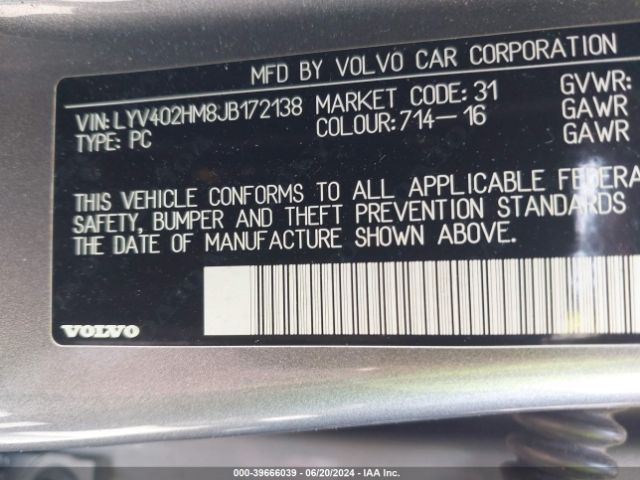 MFD BY VOLVO CAR CORPORATION
VIN:LYV402HM8JB172138 MARKET CODE: 31 GVWR:
TYPE: PC COLOUR:714-16 GAWR
GAWR
THIS VEHICLE CONFORMS TO ALL APPLICABLE FEDERA
SAFETY, BUMPER AND THEFT PREVENTION STANDARDS
THE DATE OF MANUFACTURE SHOWN ABOVE.
VOLVO
000-39666039 / 06/20/2024 / IAA Inc.